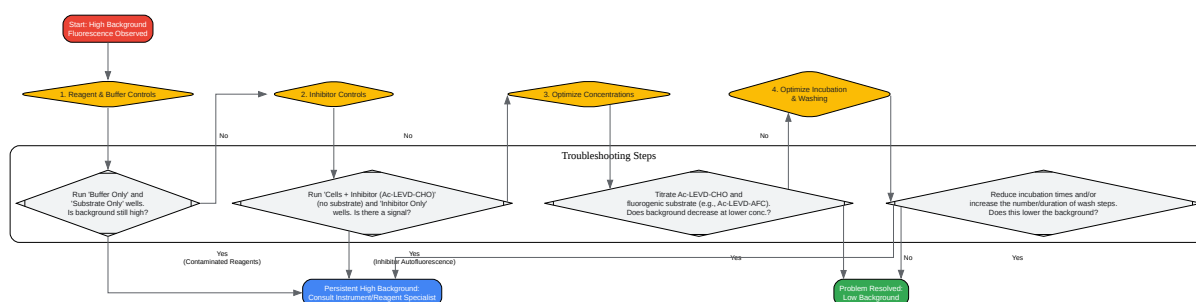 Start: High Background
Fluorescence Observed
1. Reagent & Buffer Controls
2. Inhibitor Controls
3. Optimize Concentrations
4. Optimize Incubation
& Washing
No
No
No
Troubleshooting Steps
Run 'Buffer Only' and
'Substrate Only' wells.
Is background still high?
Run 'Cells + Inhibitor (Ac-LEVD-CHO)'
(no substrate) and 'Inhibitor Only'
wells. Is there a signal?
Titrate Ac-LEVD-CHO and
fluorogenic substrate (e.g., Ac-LEVD-AFC).
Does background decrease at lower conc.?
Reduce incubation times and/or
increase the number/duration of wash steps.
Does this lower the background?
Yes
(Contaminated Reagents)
Yes
(Inhibitor Autofluorescence)
Yes
No
Yes
Persistent High Background:
Consult Instrument/Reagent Specialist
Problem Resolved:
Low Background